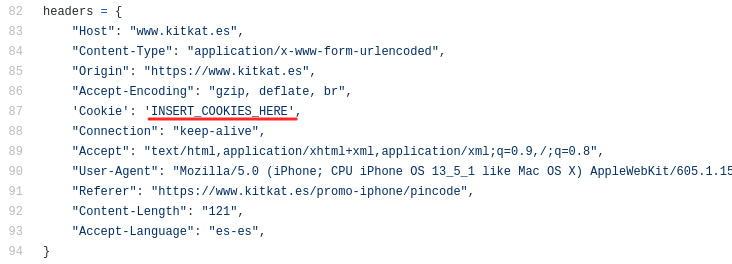 82 headers = {
83 "Host": "www.kitkat.es",
84 "Content-Type": "application/x-www-form-urlencoded",
85 "Origin": "https://www.kitkat.es",
86 "Accept-Encoding": "gzip, deflate, br",
87 'Cookie': 'INSERT_COOKIES_HERE',
88 "Connection": "keep-alive",
89 "Accept": "text/html,application/xhtml+xml,application/xml;q=0.9,/;q=0.8",
90 "User-Agent": "Mozilla/5.0 (iPhone; CPU iPhone OS 13_5_1 like Mac OS X) AppleWebKit/605.1.15
91 "Referer": "https://www.kitkat.es/promo-iphone/pincode",
92 "Content-Length": "121",
93 "Accept-Language": "es-es",
94 }